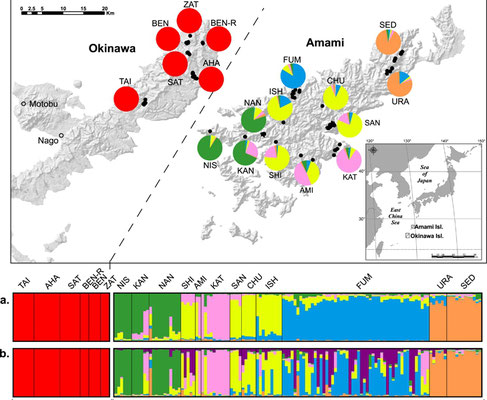 0 2.5 5 10 15 20
Km
ZAT
BEN
BEN-R
Okinawa
Amami
SED
FUM
TAI
SAT
AHA
CHU
URA
ISH
Motobu
NAN
SAN
Nago
NIS
KAN
SHI
AMI
KAT
120°
130°
Sea
of
Japan
40°
East
China
Sea
30°
Amami Isl.
Okinawa Isl.
TAI
AHA
SAT
BEN-R
BEN
ZAT
NIS
KAN
NAN
SHI
AMI
KAT
SAN
CHU
ISH
FUM
URA
SED
a.
b.